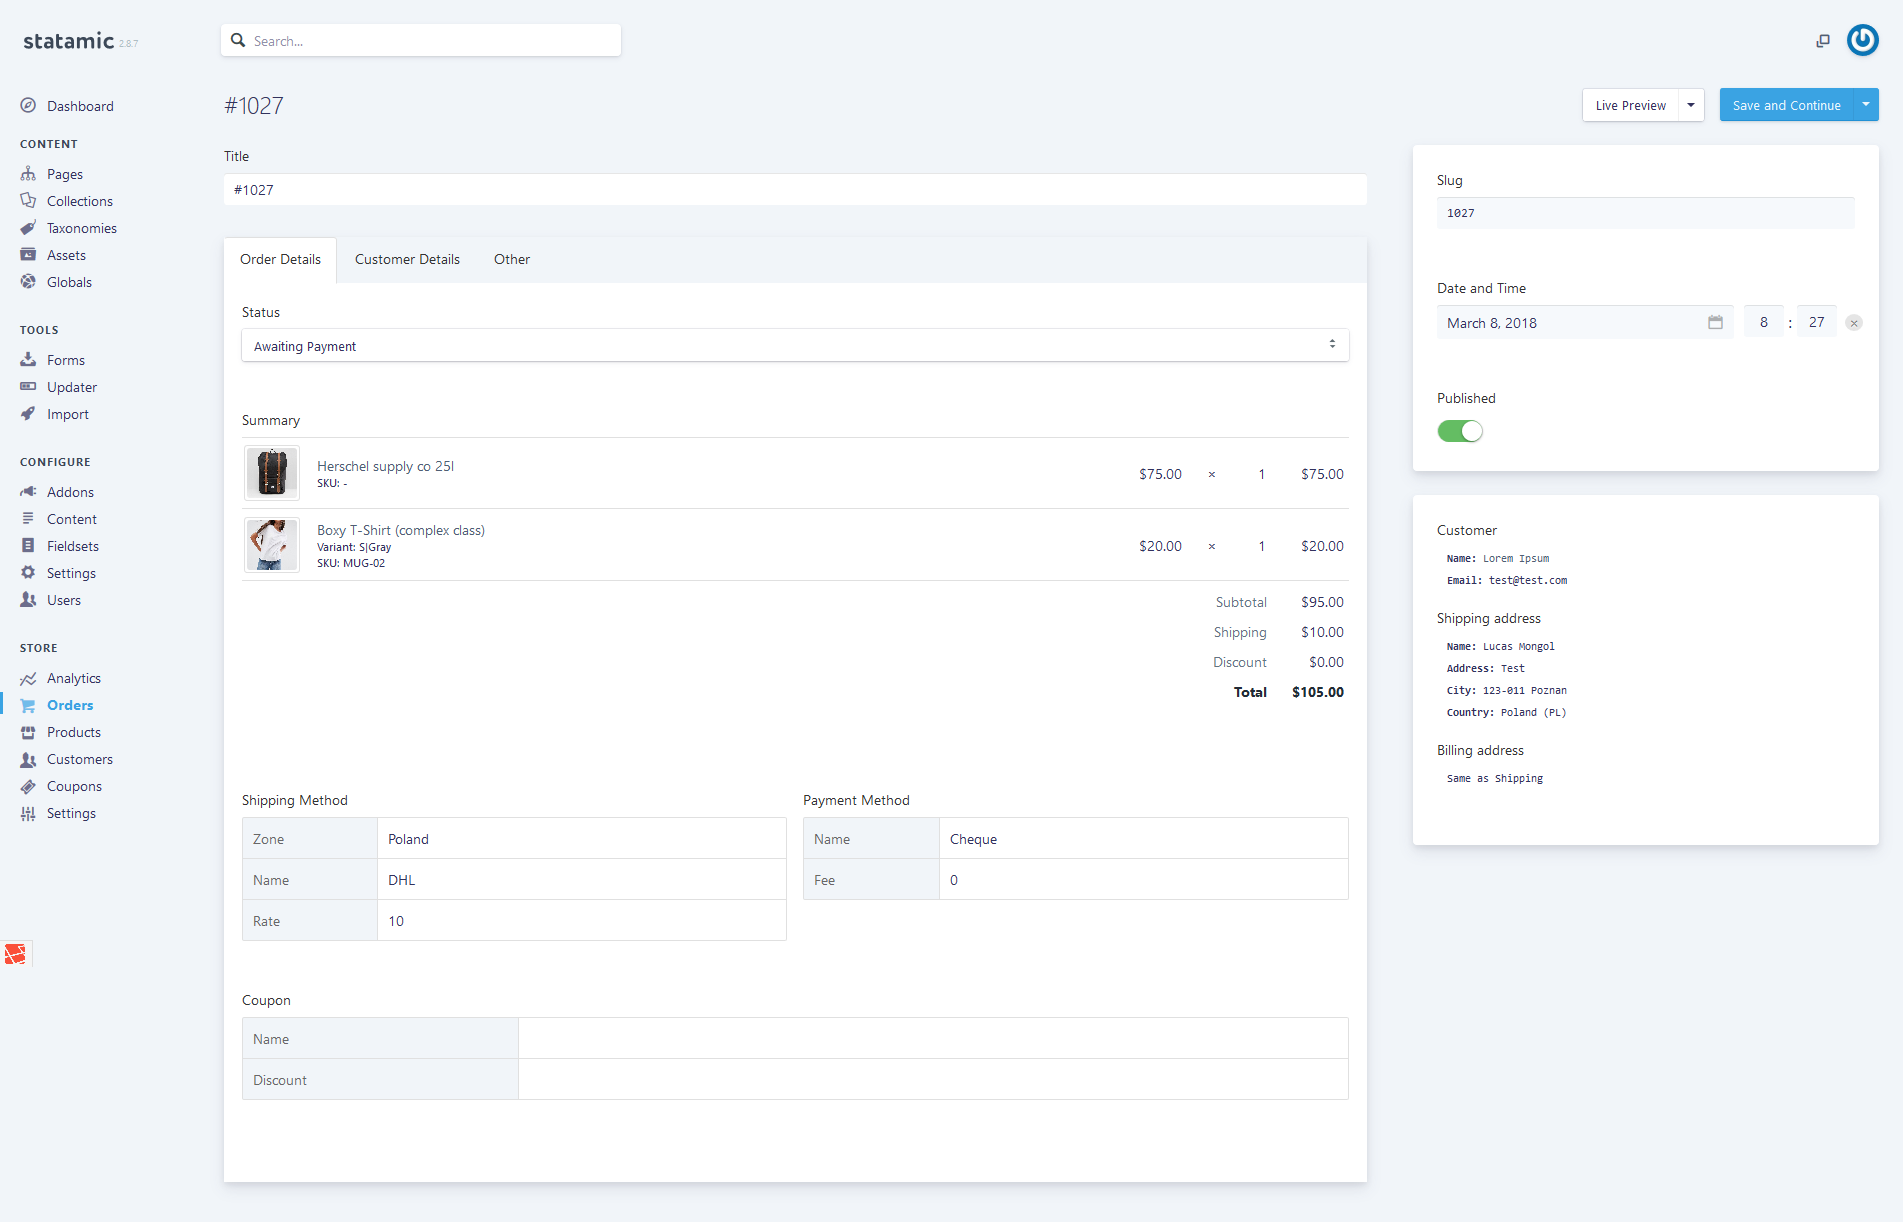 statamic 2.8.7
Search...
Dashboard
CONTENT
Pages
Collections
Taxonomies
Assets
Globals
TOOLS
Forms
Updater
Import
CONFIGURE
Addons
Content
Fieldsets
Settings
Users
STORE
Analytics
Orders
Products
Customers
Coupons
Settings
#1027
Live Preview
Save and Continue
Title
#1027
Order Details Customer Details Other
Status
Awaiting Payment
Summary
Herschel supply co 25l
SKU: -
$75.00 × 1 $75.00
Boxy T-Shirt (complex class)
Variant: S|Gray
SKU: MUG-02
$20.00 × 1 $20.00
Subtotal $95.00
Shipping $10.00
Discount $0.00
Total $105.00
Shipping Method
Zone Poland
Name DHL
Rate 10
Payment Method
Name Cheque
Fee 0
Coupon
Name
Discount
Slug
1027
Date and Time
March 8, 2018 8 : 27 ×
Published
Customer
Name: Lorem Ipsum
Email: test@test.com
Shipping address
Name: Lucas Mongol
Address: Test
City: 123-011 Poznan
Country: Poland (PL)
Billing address
Same as Shipping